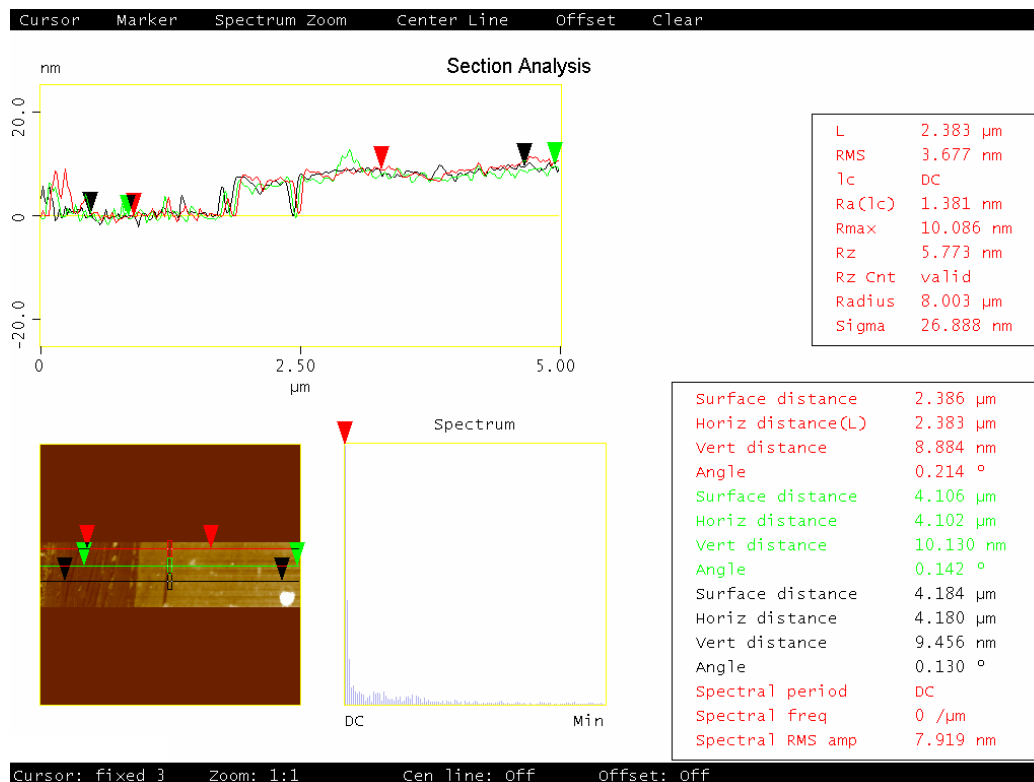 Cursor Marker Spectrum Zoom Center Line Offset Clear
nm
Section Analysis
20.0
0
-20.0
0 2.50 5.00
µm
L 2.383 µm
RMS 3.677 nm
lc DC
Ra(lc) 1.381 nm
Rmax 10.086 nm
Rz 5.773 nm
Rz Cnt valid
Radius 8.003 µm
Sigma 26.888 nm
Spectrum
DC Min
Surface distance 2.386 µm
Horiz distance(L) 2.383 µm
Vert distance 8.884 nm
Angle 0.214 °
Surface distance 4.106 µm
Horiz distance 4.102 µm
Vert distance 10.130 nm
Angle 0.142 °
Surface distance 4.184 µm
Horiz distance 4.180 µm
Vert distance 9.456 nm
Angle 0.130 °
Spectral period DC
Spectral freq 0 /µm
Spectral RMS amp 7.919 nm
Cursor: fixed 3 Zoom: 1:1 Cen line: Off Offset: Off